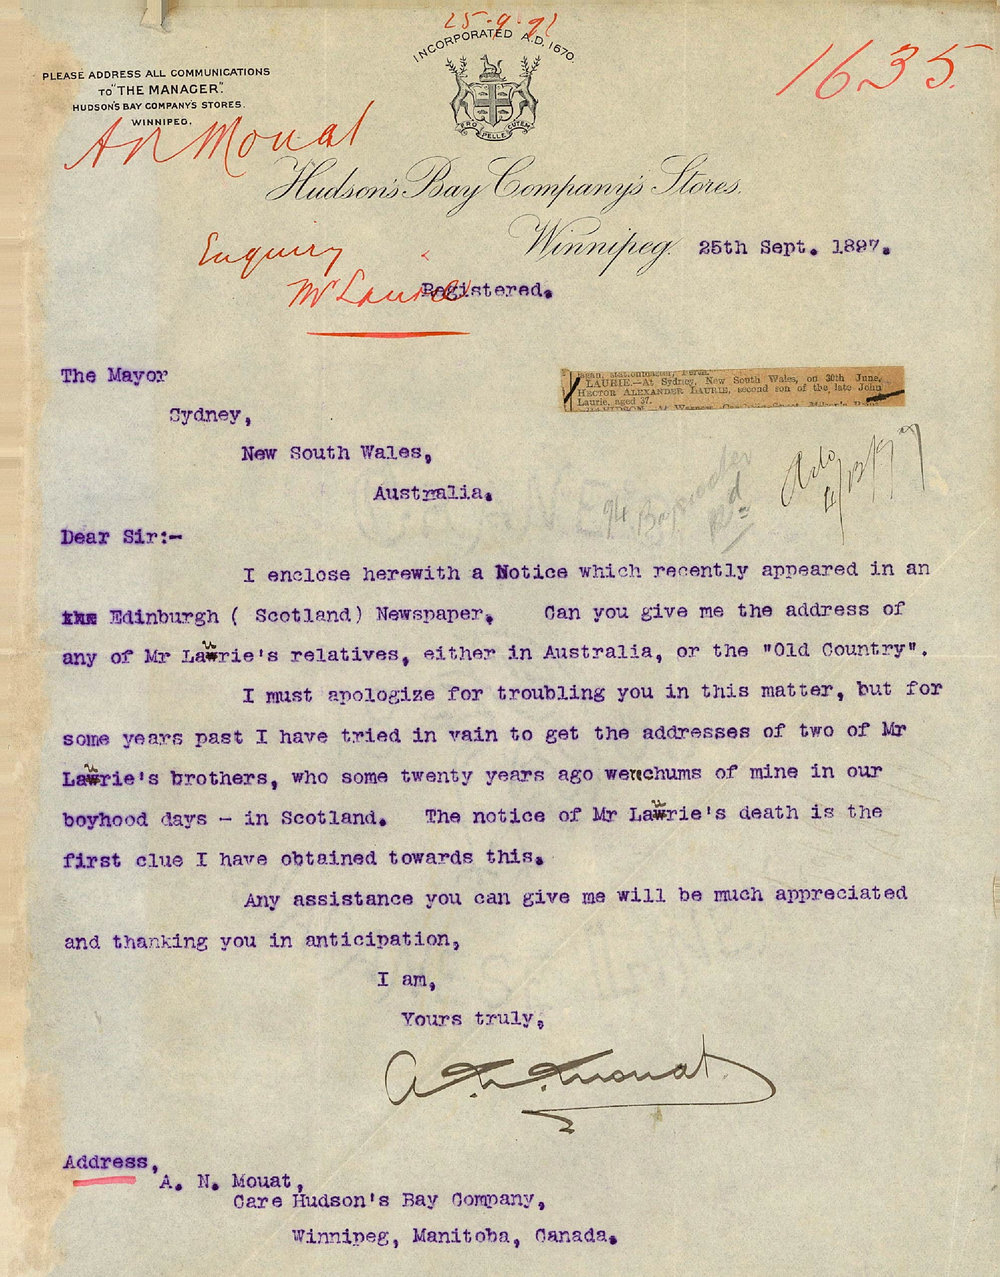 25.9.97
INCORPORATED A.D. 1670.
1635.
PLEASE ADDRESS ALL COMMUNICATIONS
TO "THE MANAGER".
HUDSON'S BAY COMPANY'S STORES.
WINNIPEG.
PRO PELLE CUTEM
A N Mouat
Hudson's Bay Company's Stores.
Winnipeg. 25th Sept. 1897.
Enquiry
Mr Laurie
Registered.
The Mayor
Sydney,
New South Wales,
Australia.
LAURIE.—At Sydney, New South Wales, on 30th June,
HECTOR ALEXANDER LAURIE, second son of the late John
Laurie, aged 37.
94
Rd
Dear Sir:-
I enclose herewith a Notice which recently appeared in an
the Edinburgh ( Scotland) Newspaper. Can you give me the address of
any of Mr Laurie's relatives, either in Australia, or the "Old Country".
I must apologize for troubling you in this matter, but for
some years past I have tried in vain to get the addresses of two of Mr
Laurie's brothers, who some twenty years ago were chums of mine in our
boyhood days - in Scotland. The notice of Mr Laurie's death is the
first clue I have obtained towards this.
Any assistance you can give me will be much appreciated
and thanking you in anticipation,
I am,
Yours truly,
A. N. Mouat.
Address,
A. N. Mouat,
Care Hudson's Bay Company,
Winnipeg, Manitoba, Canada.